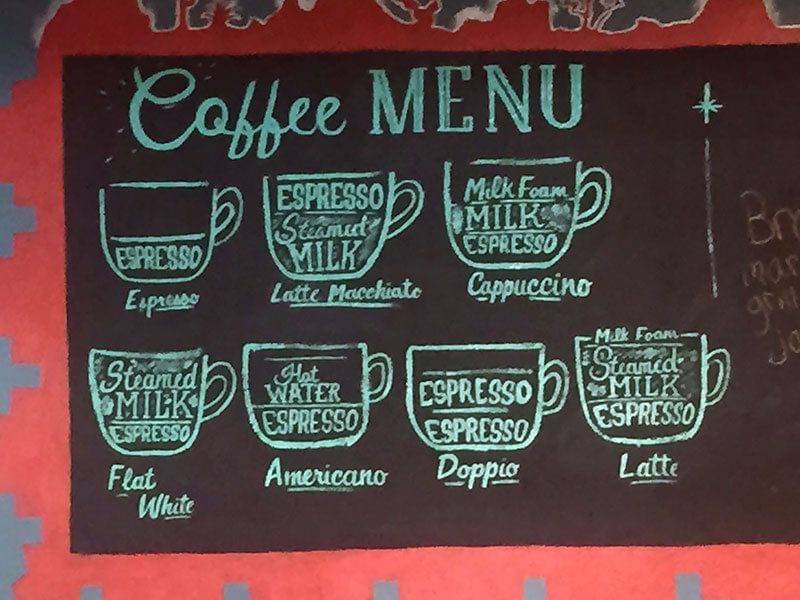 Coffee MENU
ESPRESSO
Espresso
ESPRESSO
Steamed
MILK
Latte Macchiato
Milk Foam
MILK
ESPRESSO
Cappuccino
Steamed
MILK
ESPRESSO
Flat
White
Hot
WATER
ESPRESSO
Americano
ESPRESSO
ESPRESSO
Doppio
Milk Foam
Steamed
MILK
ESPRESSO
Latte